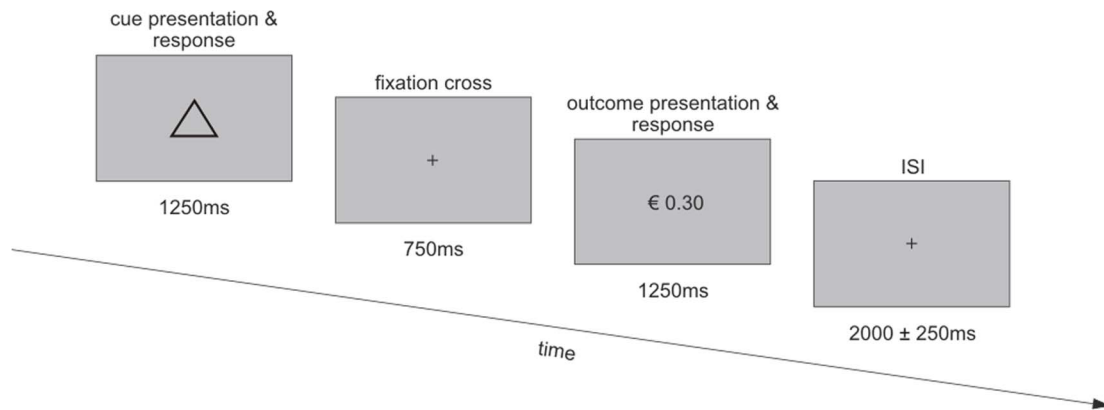 cue presentation &
response
1250ms
fixation cross
+
750ms
outcome presentation &
response
€ 0.30
1250ms
ISI
+
2000 ± 250ms
time